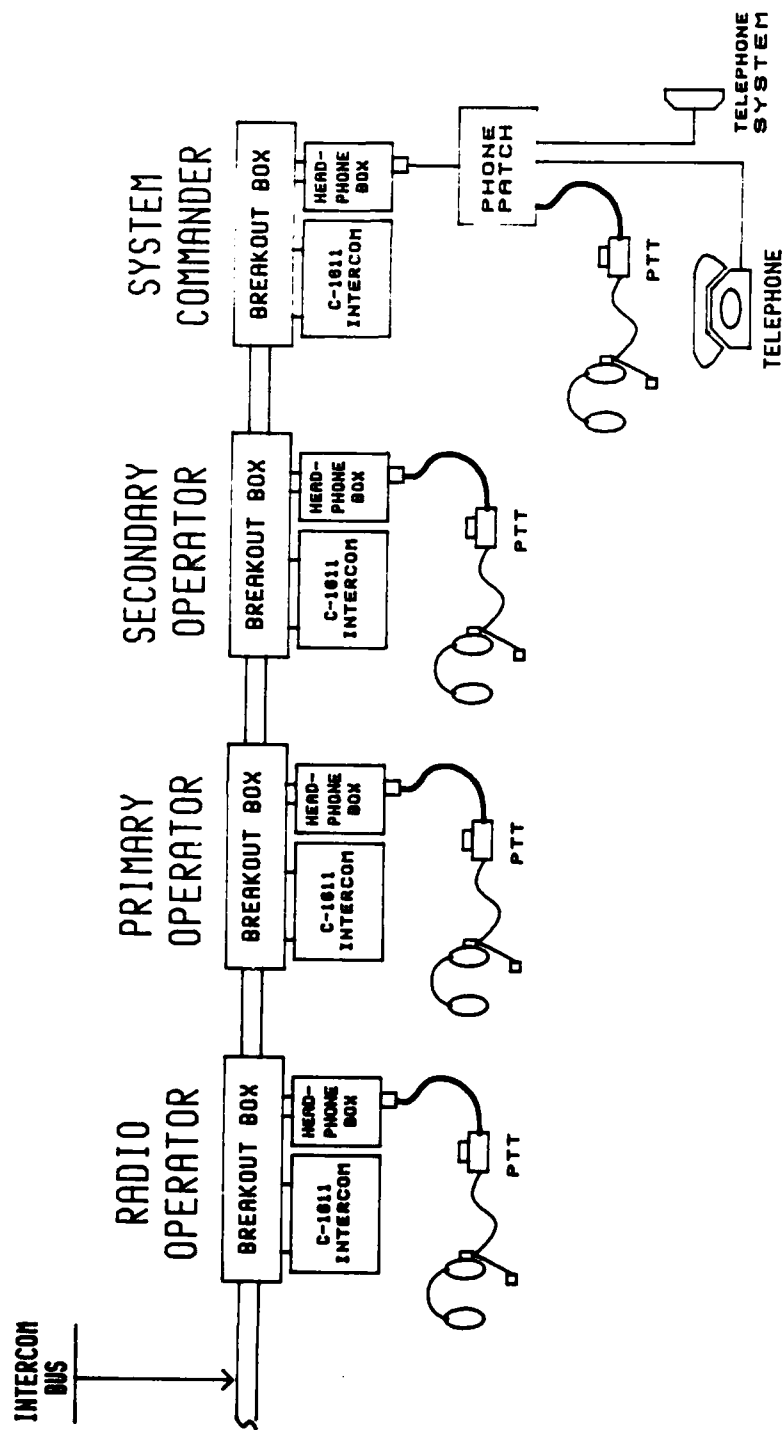 INTERCOM
BUS
RADIO
OPERATOR
BREAKOUT BOX
C-1611
INTERCOM
HEAD-
PHONE
BOX
PTT
PRIMARY
OPERATOR
BREAKOUT BOX
C-1611
INTERCOM
HEAD-
PHONE
BOX
PTT
SECONDARY
OPERATOR
BREAKOUT BOX
C-1611
INTERCOM
HEAD-
PHONE
BOX
PTT
SYSTEM
COMMANDER
BREAKOUT BOX
C-1611
INTERCOM
HEAD-
PHONE
BOX
PHONE
PATCH
PTT
TELEPHONE
TELEPHONE
SYSTEM